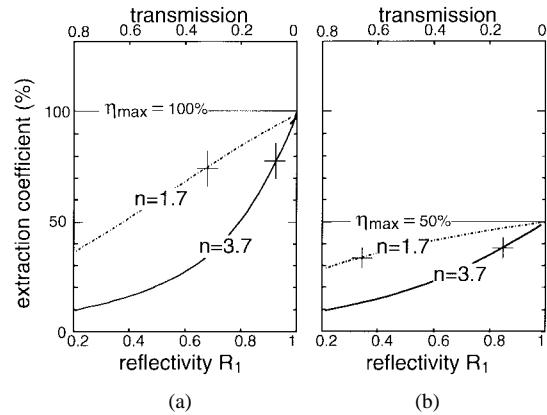 transmission
0.8 0.6 0.4 0.2 0
transmission
0.8 0.6 0.4 0.2 0
extraction coefficient (%)
100
50
0
ηmax = 100%
n=1.7
n=3.7
ηmax = 50%
n=1.7
n=3.7
0.2 0.4 0.6 0.8 1
reflectivity R₁
0.2 0.4 0.6 0.8 1
reflectivity R₁
(a)
(b)